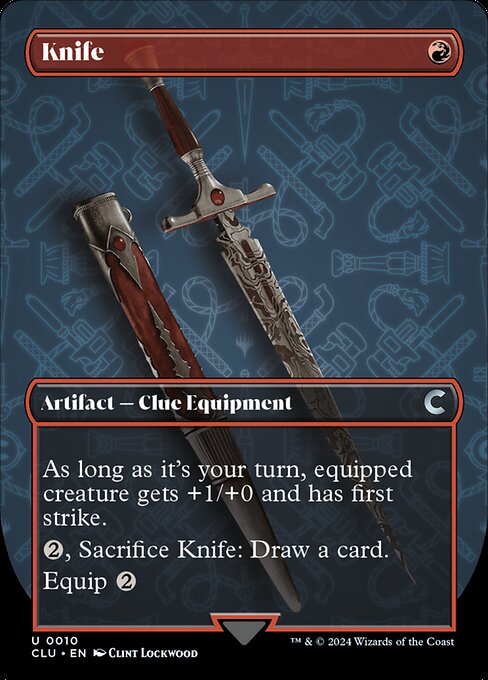 Knife
Artifact — Clue Equipment
C
As long as it's your turn, equipped
creature gets +1/+0 and has first
strike.
2, Sacrifice Knife: Draw a card.
Equip 2
U 0010
CLU • EN Clint Lockwood
™ & © 2024 Wizards of the Coast